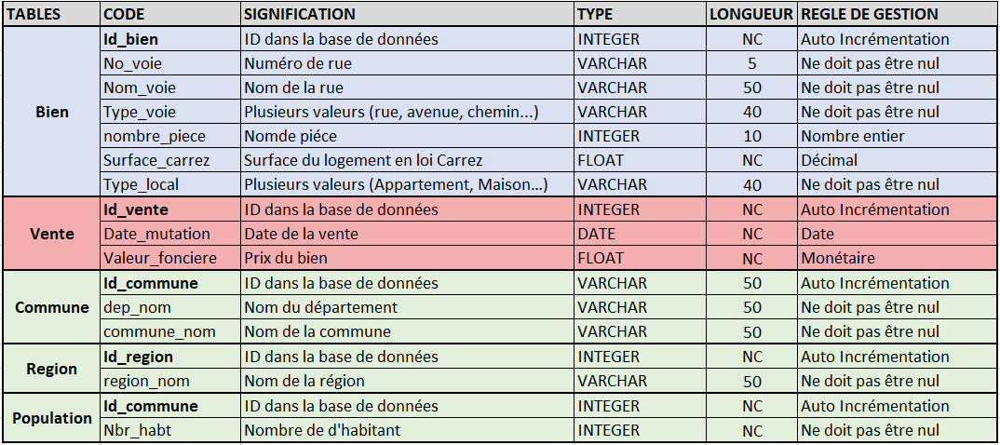 TABLES CODE SIGNIFICATION TYPE LONGUEUR REGLE DE GESTION
Bien
Id_bien ID dans la base de données INTEGER NC Auto Incrémentation
No_voie Numéro de rue VARCHAR 5 Ne doit pas être nul
Nom_voie Nom de la rue VARCHAR 50 Ne doit pas être nul
Type_voie Plusieurs valeurs (rue, avenue, chemin...) VARCHAR 40 Ne doit pas être nul
nombre_piece Nomde piéce INTEGER 10 Nombre entier
Surface_carrez Surface du logement en loi Carrez FLOAT NC Décimal
Type_local Plusieurs valeurs (Appartement, Maison...) VARCHAR 40 Ne doit pas être nul
Vente
Id_vente ID dans la base de données INTEGER NC Auto Incrémentation
Date_mutation Date de la vente DATE NC Date
Valeur_fonciere Prix du bien FLOAT NC Monétaire
Commune
Id_commune ID dans la base de données VARCHAR 50 Auto Incrémentation
dep_nom Nom du département VARCHAR 50 Ne doit pas être nul
commune_nom Nom de la commune VARCHAR 50 Ne doit pas être nul
Region
Id_region ID dans la base de données INTEGER NC Auto Incrémentation
region_nom Nom de la région VARCHAR 50 Ne doit pas être nul
Population
Id_commune ID dans la base de données INTEGER NC Auto Incrémentation
Nbr_habt Nombre de d'habitant INTEGER NC Ne doit pas être nul